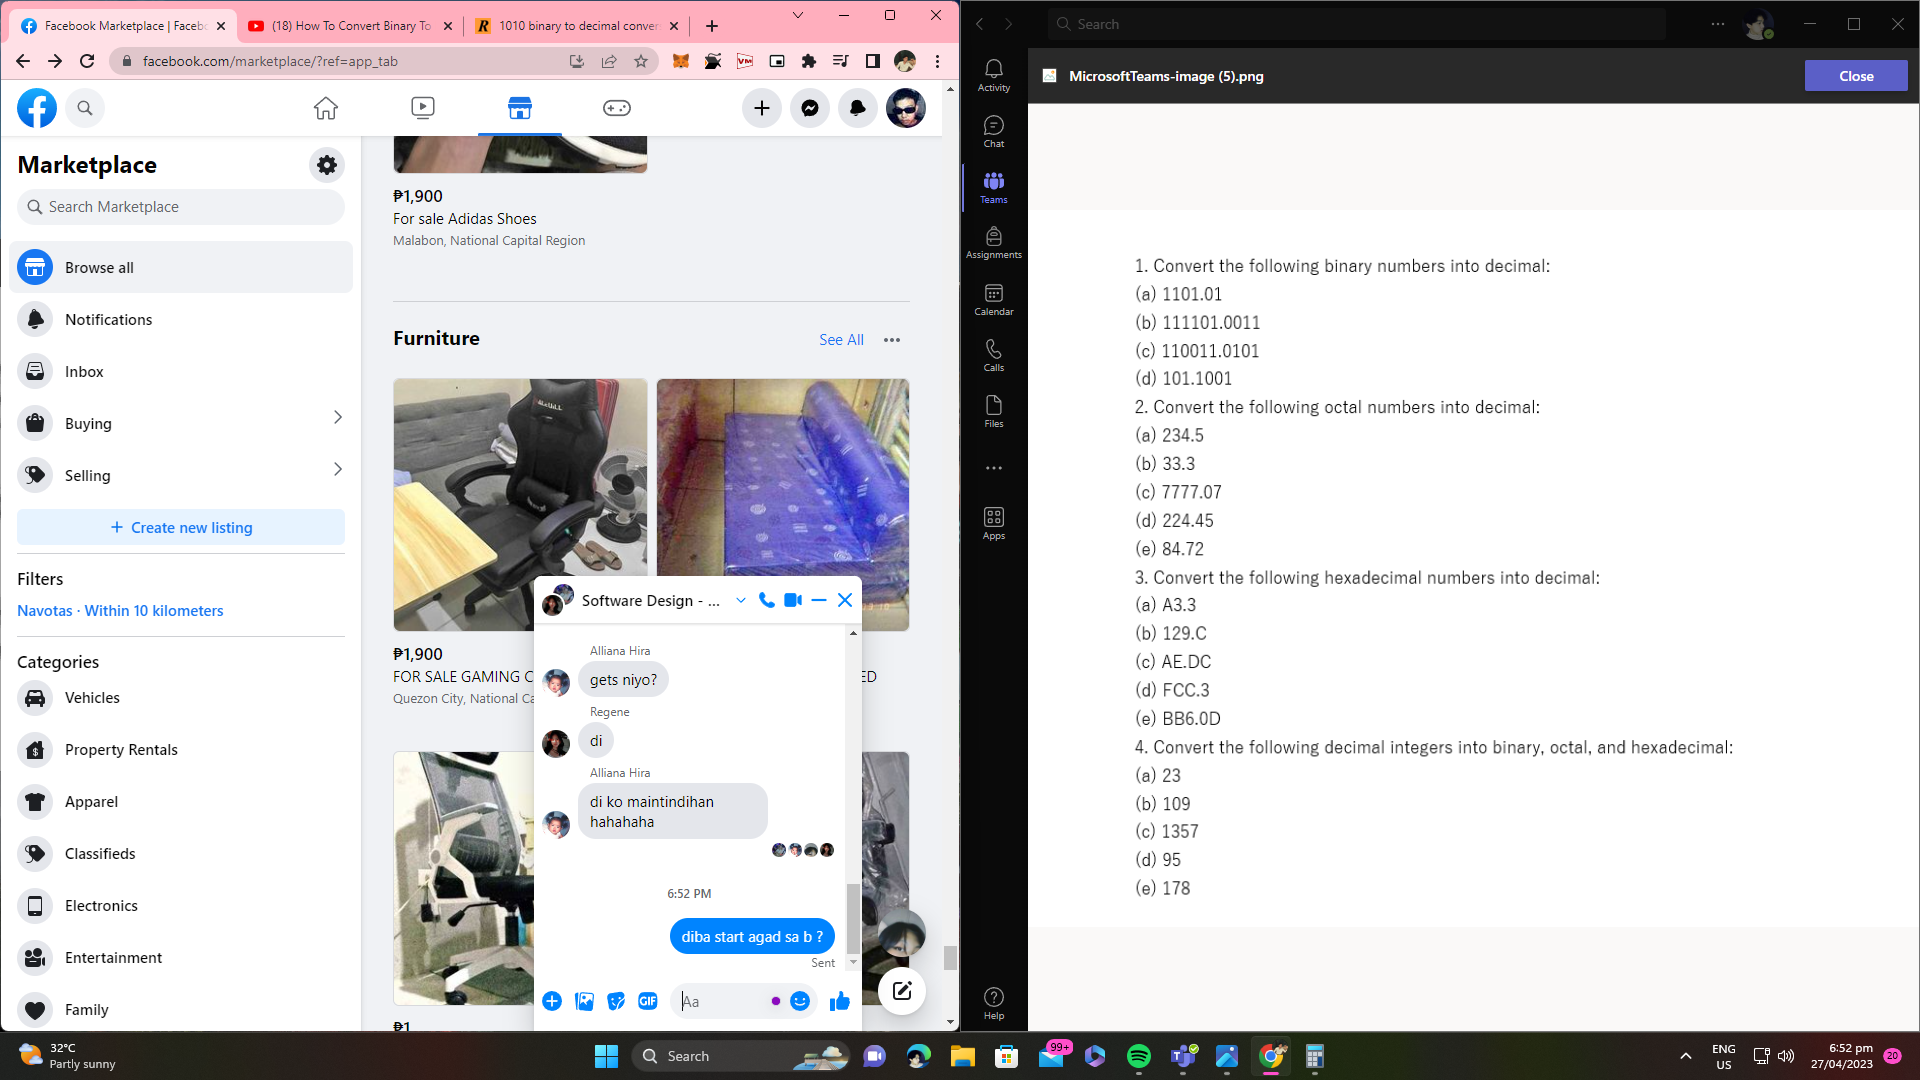 Facebook Marketplace | Facebo
(18) How To Convert Binary To
1010 binary to decimal conver
facebook.com/marketplace/?ref=app_tab
Marketplace
Search Marketplace
Browse all
Notifications
Inbox
Buying
Selling
+ Create new listing
Filters
Navotas · Within 10 kilometers
Categories
Vehicles
Property Rentals
Apparel
Classifieds
Electronics
Entertainment
Family
₱1,900
For sale Adidas Shoes
Malabon, National Capital Region
Furniture
See All
₱1,900
FOR SALE GAMING C
ED
Quezon City, National Ca
₱1
Software Design - ...
Alliana Hira
gets niyo?
Regene
di
Alliana Hira
di ko maintindihan
hahahaha
6:52 PM
diba start agad sa b ?
Sent
GIF
Aa
Search
Activity
Chat
Teams
Assignments
Calendar
Calls
Files
Apps
Help
MicrosoftTeams-image (5).png
Close
1. Convert the following binary numbers into decimal:
(a) 1101.01
(b) 111101.0011
(c) 110011.0101
(d) 101.1001
2. Convert the following octal numbers into decimal:
(a) 234.5
(b) 33.3
(c) 7777.07
(d) 224.45
(e) 84.72
3. Convert the following hexadecimal numbers into decimal:
(a) A3.3
(b) 129.C
(c) AE.DC
(d) FCC.3
(e) BB6.0D
4. Convert the following decimal integers into binary, octal, and hexadecimal:
(a) 23
(b) 109
(c) 1357
(d) 95
(e) 178
32°C
Partly sunny
Search
99+
ENG
US
6:52 pm
27/04/2023
20